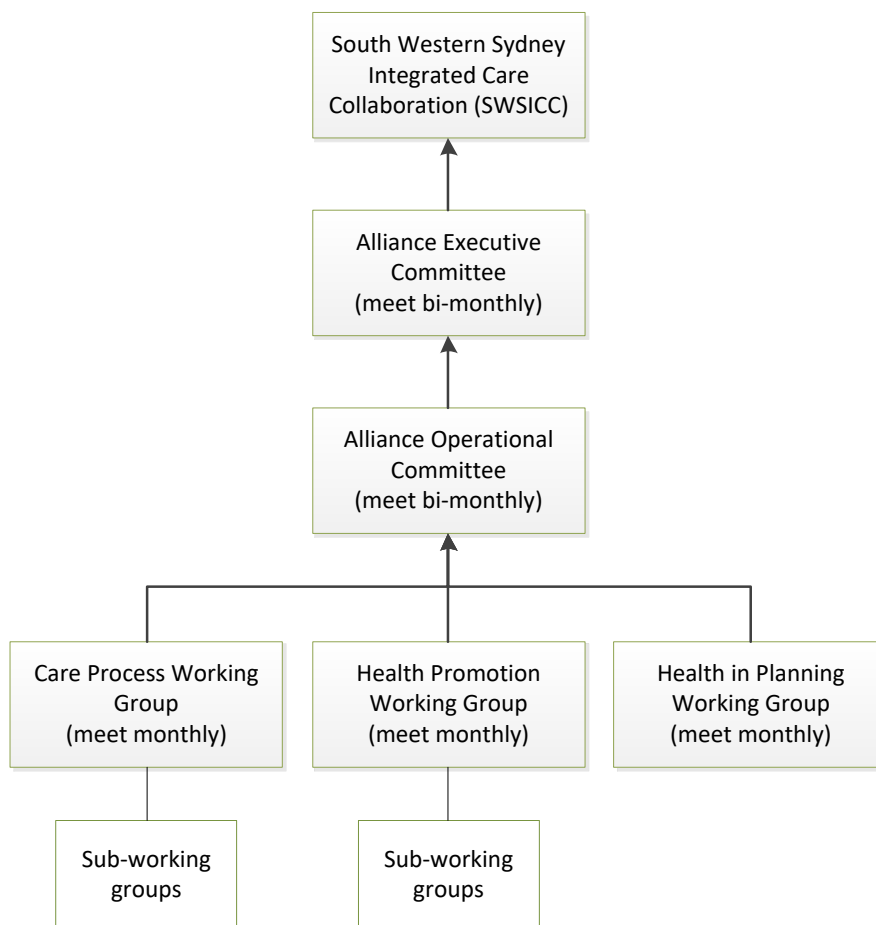 South Western Sydney
Integrated Care
Collaboration (SWSICC)
Alliance Executive
Committee
(meet bi-monthly)
Alliance Operational
Committee
(meet bi-monthly)
Care Process Working
Group
(meet monthly)
Health Promotion
Working Group
(meet monthly)
Health in Planning
Working Group
(meet monthly)
Sub-working
groups
Sub-working
groups